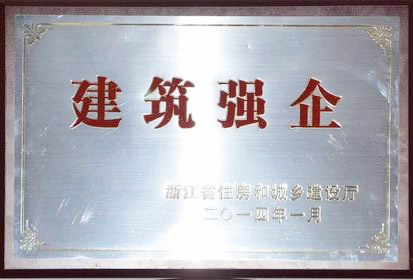 建筑强企
浙江省住房和城乡建设厅
二〇一四年一月